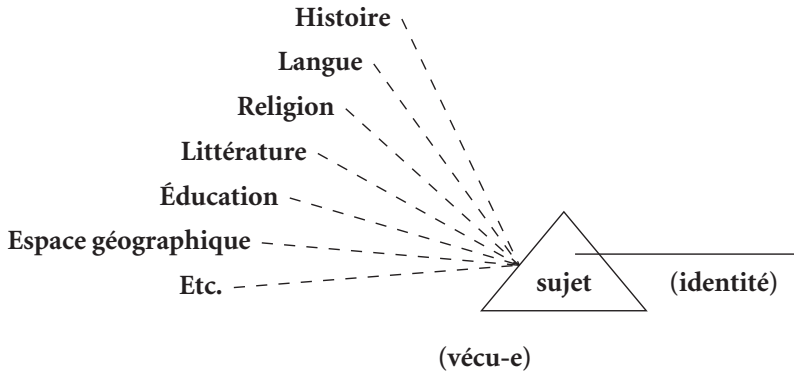 Histoire
Langue
Religion
Littérature
Éducation
Espace géographique
Etc.
sujet (identité)
(vécu-e)